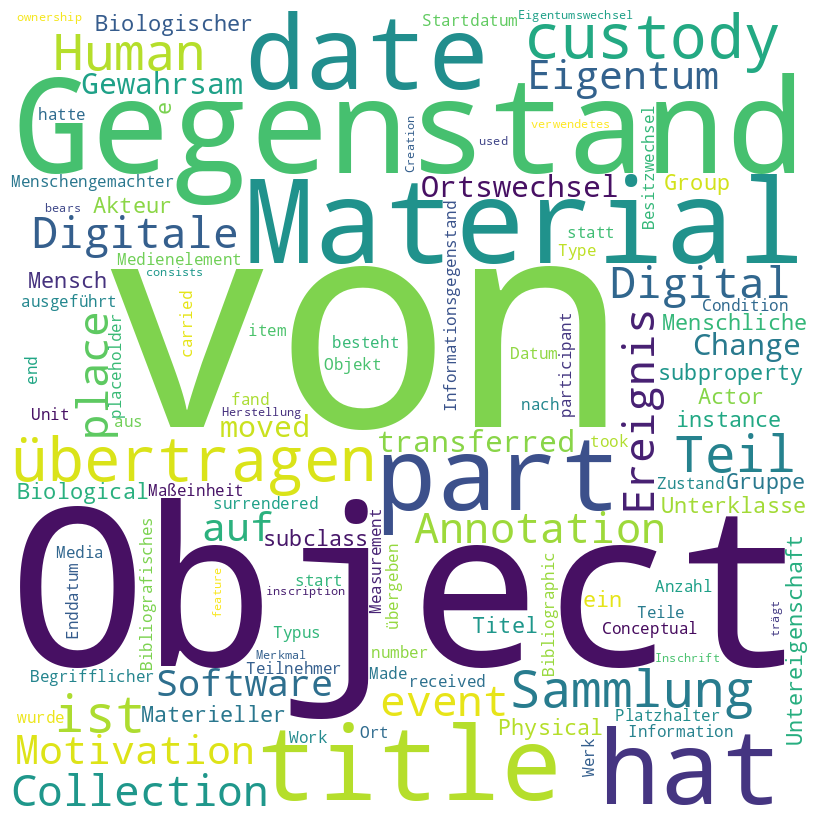 ownership
Biologischer
Startdatum
Eigentumswechsel
Human
date
custody
Gewahrsam
Eigentum
e
hatte
Gegenstand
Creation
used
verwendetes
Menschengemachter
bears
Akteur
Material
Ortswechsel
Besitzwechsel
Group
Digitale
Informationsgegenstand
statt
Type
Medienelement
consists
Mensch
von
Digital
ausgeführt
Condition
place
placeholder
carried
item
besteht
Objekt
Datum
participant
Ereignis
Menschliche
Change
end
subproperty
Actor
Unit
aus
fand
Herstellung
nach
instance
moved
transferred
took
übertragen
part
Teil
Biological
Maßeinheit
surrendered
Zustand
Gruppe
Unterklasse
auf
subclass
Measurement
Annotation
Object
Media
Enddatum
Bibliografisches
feature
start
inscription
übergeben
Bibliographic
ein
Anzahl
Teile
Untereigenschaft
Typus
Titel
Conceptual
trägt
number
Merkmal
Teilnehmer
Inschrift
Begrifflicher
Software
Made
received
Sammlung
ist
wurde
Materieller
event
Platzhalter
Work
Ort
Physical
Information
Motivation
title
Werk
hat
Collection